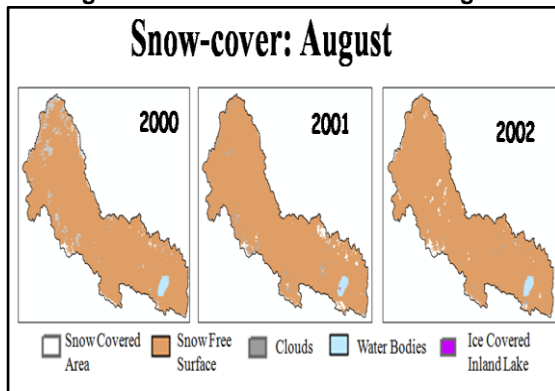 Snow-cover: August
2000
2001
2002
Snow Covered Area
Snow Free Surface
Clouds
Water Bodies
Ice Covered Inland Lake